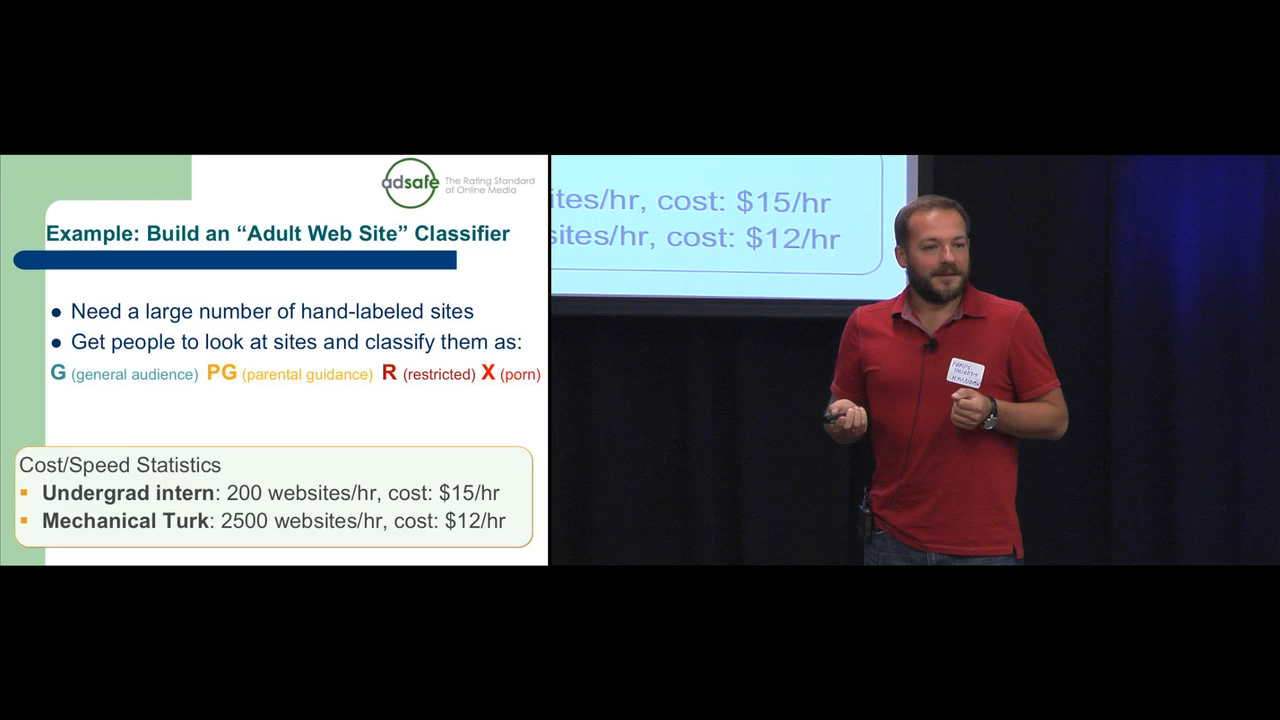 adsafe
The Rating Standard
of Online Media
Example: Build an “Adult Web Site” Classifier
● Need a large number of hand-labeled sites
● Get people to look at sites and classify them as:
G (general audience) PG (parental guidance) R (restricted) X (porn)
Cost/Speed Statistics
▪ Undergrad intern: 200 websites/hr, cost: $15/hr
▪ Mechanical Turk: 2500 websites/hr, cost: $12/hr
ites/hr, cost: $15/hr
sites/hr, cost: $12/hr